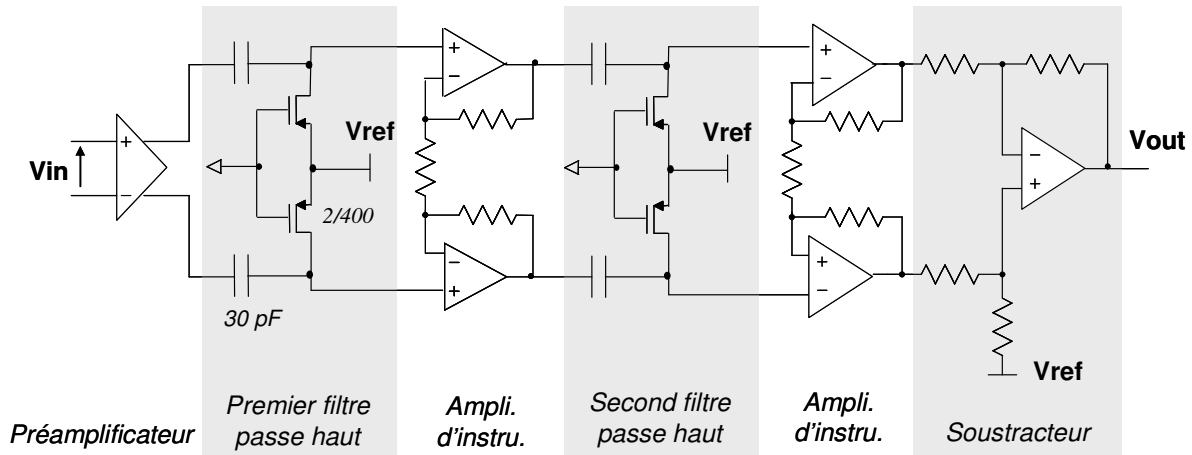 Vin
+
−
30 pF
Vref
2/400
+
−
−
+
Vref
+
−
+
−
−
+
Vout
Vref
Préamplificateur
Premier filtre
passe haut
Ampli.
d'instru.
Second filtre
passe haut
Ampli.
d'instru.
Soustracteur